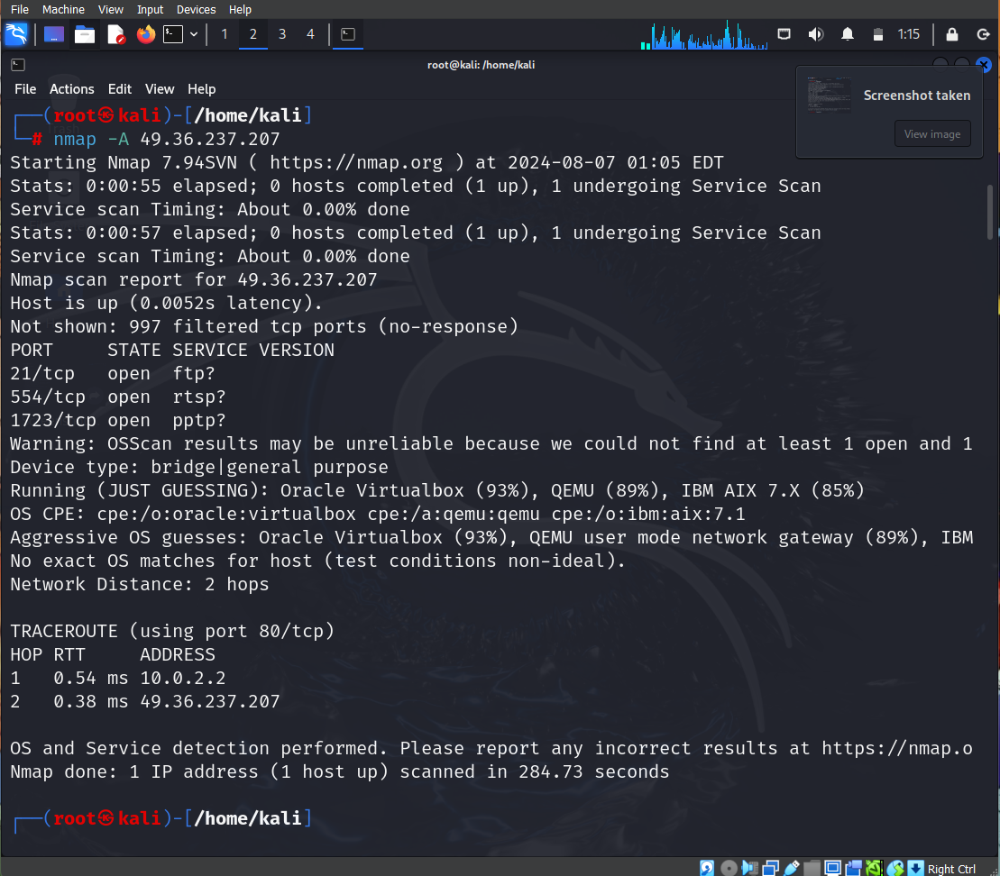 File Machine View Input Devices Help
1 2 3 4 1:15
root@kali: /home/kali
File Actions Edit View Help
Screenshot taken
View image
┌──(root㉿kali)-[/home/kali]
└─# nmap -A 49.36.237.207
Starting Nmap 7.94SVN ( https://nmap.org ) at 2024-08-07 01:05 EDT
Stats: 0:00:55 elapsed; 0 hosts completed (1 up), 1 undergoing Service Scan
Service scan Timing: About 0.00% done
Stats: 0:00:57 elapsed; 0 hosts completed (1 up), 1 undergoing Service Scan
Service scan Timing: About 0.00% done
Nmap scan report for 49.36.237.207
Host is up (0.0052s latency).
Not shown: 997 filtered tcp ports (no-response)
PORT     STATE SERVICE VERSION
21/tcp   open  ftp?
554/tcp  open  rtsp?
1723/tcp open  pptp?
Warning: OSScan results may be unreliable because we could not find at least 1 open and 1
Device type: bridge|general purpose
Running (JUST GUESSING): Oracle Virtualbox (93%), QEMU (89%), IBM AIX 7.X (85%)
OS CPE: cpe:/o:oracle:virtualbox cpe:/a:qemu:qemu cpe:/o:ibm:aix:7.1
Aggressive OS guesses: Oracle Virtualbox (93%), QEMU user mode network gateway (89%), IBM
No exact OS matches for host (test conditions non-ideal).
Network Distance: 2 hops
TRACEROUTE (using port 80/tcp)
HOP RTT     ADDRESS
1   0.54 ms 10.0.2.2
2   0.38 ms 49.36.237.207
OS and Service detection performed. Please report any incorrect results at https://nmap.o
Nmap done: 1 IP address (1 host up) scanned in 284.73 seconds
┌──(root㉿kali)-[/home/kali]
Right Ctrl